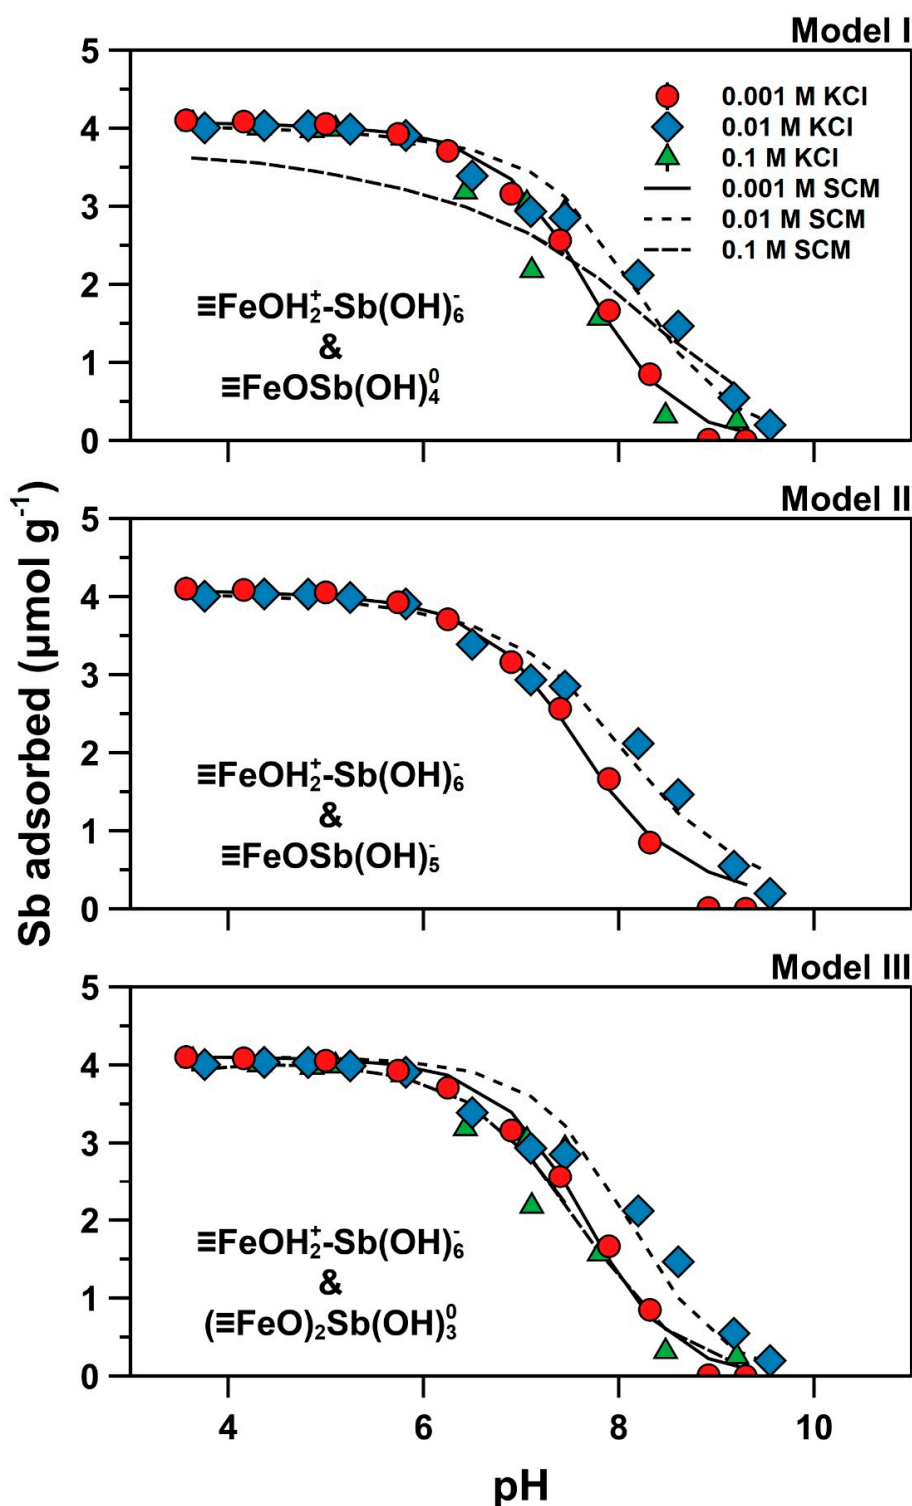 Model I
5
4
3
2
1
0
0.001 M KCl
0.01 M KCl
0.1 M KCl
0.001 M SCM
0.01 M SCM
0.1 M SCM
≡FeOH₂⁺-Sb(OH)₆⁻
&
≡FeOSb(OH)₄⁰
Model II
5
4
3
2
1
0
≡FeOH₂⁺-Sb(OH)₆⁻
&
≡FeOSb(OH)₅⁻
Sb adsorbed (µmol g⁻¹)
Model III
5
4
3
2
1
0
≡FeOH₂⁺-Sb(OH)₆⁻
&
(≡FeO)₂Sb(OH)₃⁰
4 6 8 10
pH